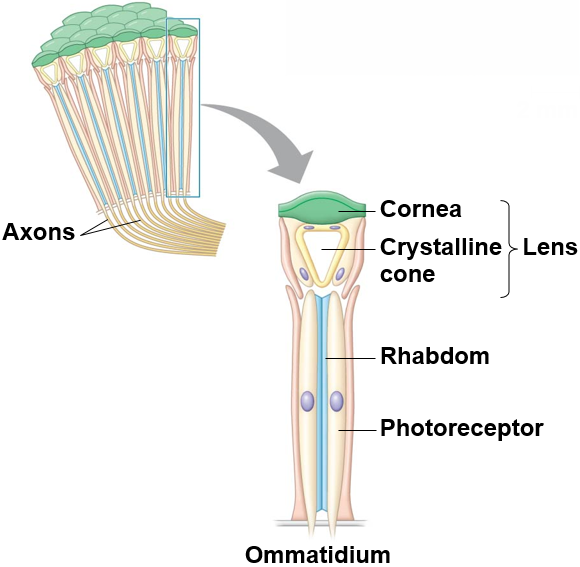 Axons
Cornea
Crystalline
cone
Lens
Rhabdom
Photoreceptor
Ommatidium